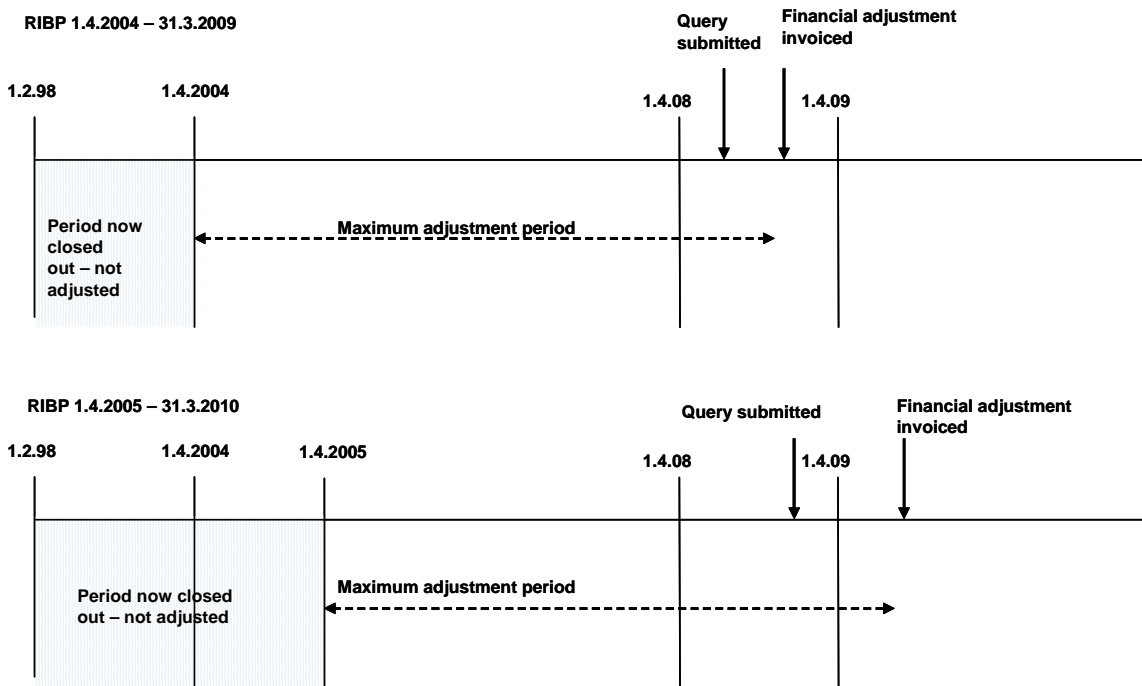 RIBP 1.4.2004 – 31.3.2009
Query
submitted
Financial adjustment
invoiced
1.2.98
1.4.2004
1.4.08
1.4.09
Period now
closed
out – not
adjusted
Maximum adjustment period
RIBP 1.4.2005 – 31.3.2010
Query submitted
Financial adjustment
invoiced
1.2.98
1.4.2004
1.4.2005
1.4.08
1.4.09
Period now closed
out – not adjusted
Maximum adjustment period